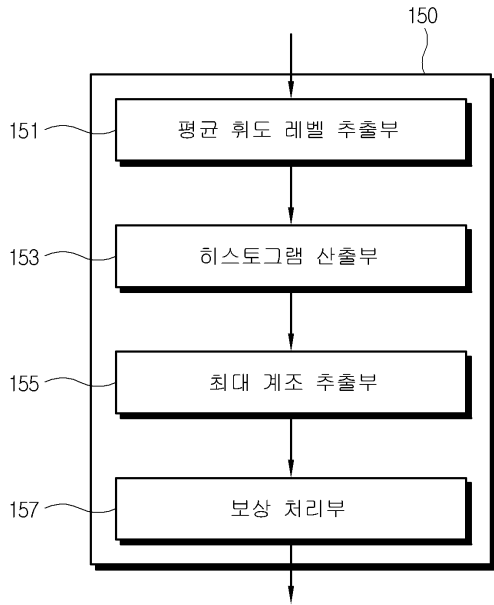 150
151
평균 휘도 레벨 추출부
153
히스토그램 산출부
155
최대 계조 추출부
157
보상 처리부